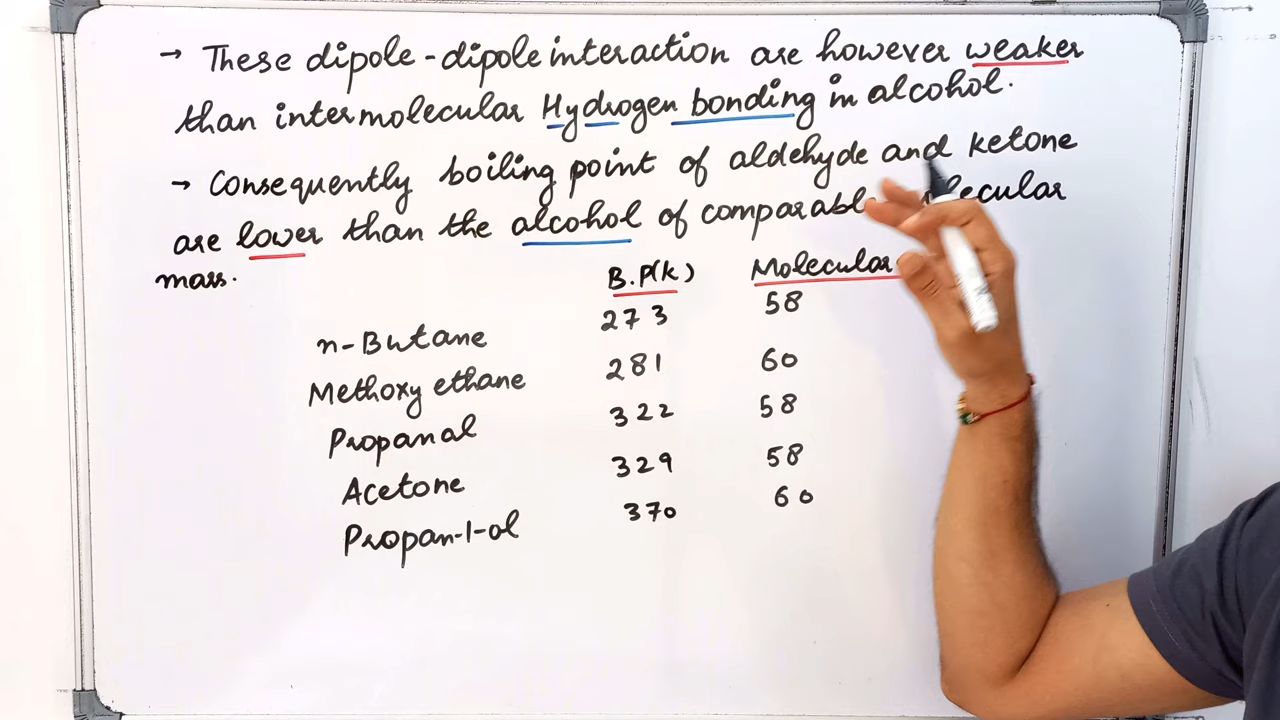 → These dipole-dipole interaction are however weaker
than intermolecular Hydrogen bonding in alcohol.
→ Consequently boiling point of aldehyde and ketone
are lower than the alcohol of comparable molecular
mass.
B.P(k) Molecular
n-Butane 273 58
Methoxy ethane 281 60
Propanal 322 58
Acetone 329 58
Propan-1-ol 370 60